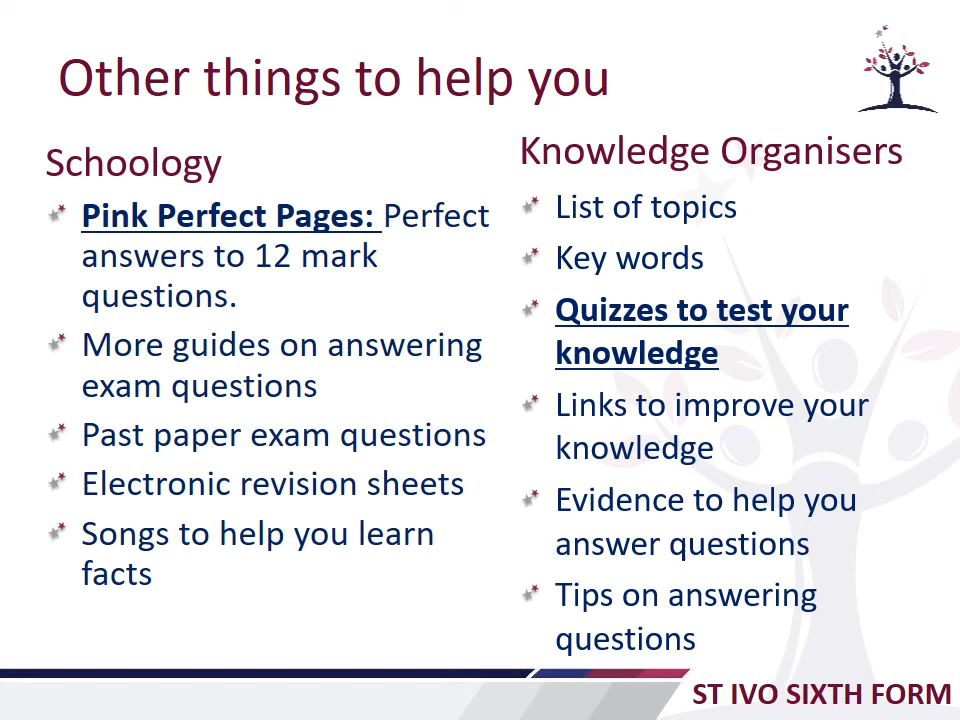 Other things to help you
Schoology
Pink Perfect Pages: Perfect
answers to 12 mark
questions.
More guides on answering
exam questions
Past paper exam questions
Electronic revision sheets
Songs to help you learn
facts
Knowledge Organisers
List of topics
Key words
Quizzes to test your
knowledge
Links to improve your
knowledge
Evidence to help you
answer questions
Tips on answering
questions
ST IVO SIXTH FORM